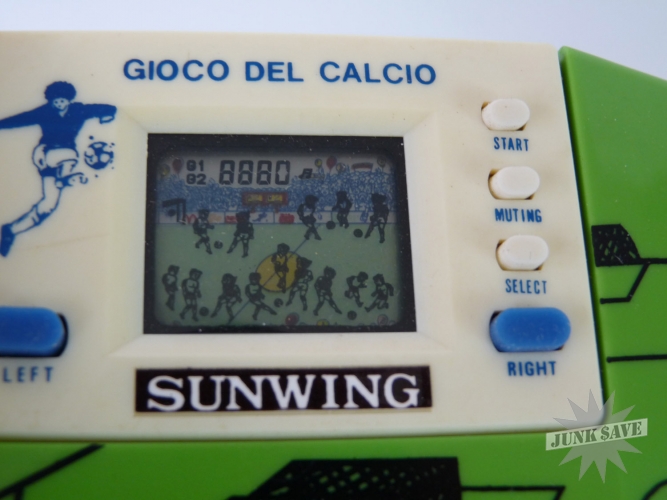 GIOCO DEL CALCIO
START
G1
G2
8880
MUTING
SELECT
LEFT
RIGHT
SUNWING
JUNK SAVE